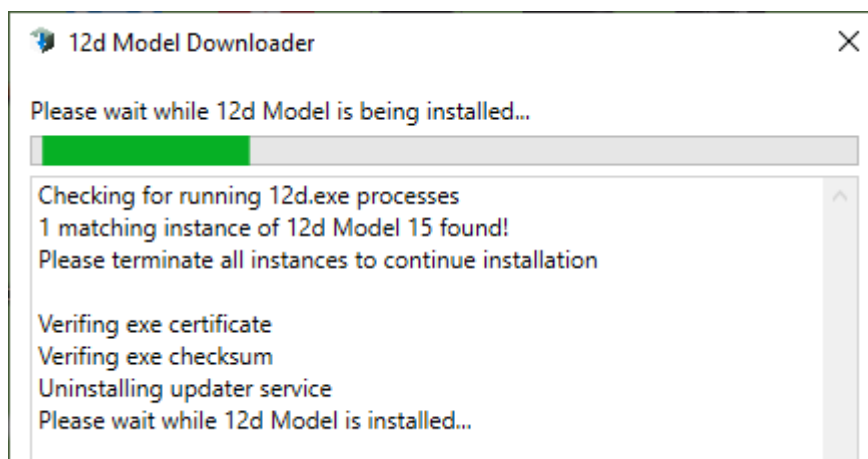 12d Model Downloader
Please wait while 12d Model is being installed...
Checking for running 12d.exe processes
1 matching instance of 12d Model 15 found!
Please terminate all instances to continue installation
Verifing exe certificate
Verifing exe checksum
Uninstalling updater service
Please wait while 12d Model is installed...